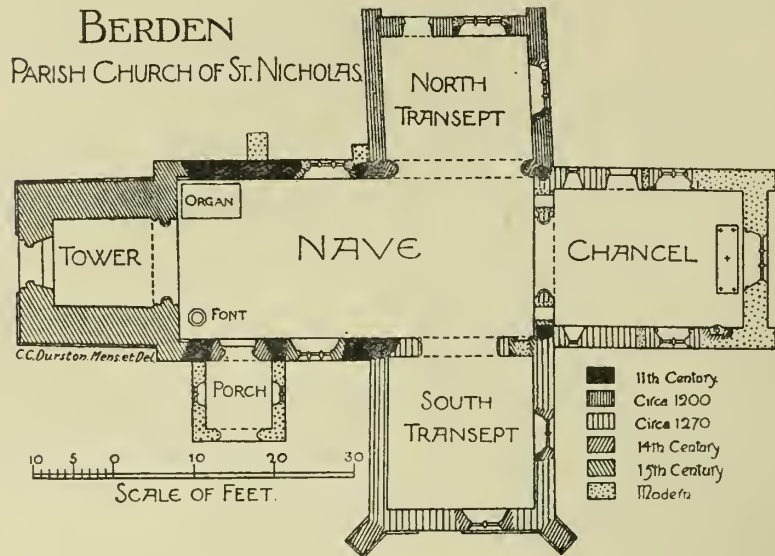 BERDEN
PARISH CHURCH OF ST. NICHOLAS.
NORTH
TRANSEPT
ORGAN
TOWER
NAVE
CHANCEL
FONT
C.C. Durston. Mens. et Del.
PORCH
SOUTH
TRANSEPT
10 5 0 10 20 30
SCALE OF FEET.
11th Century.
Circa 1200
Circa 1270
14th Century
15th Century
Modern